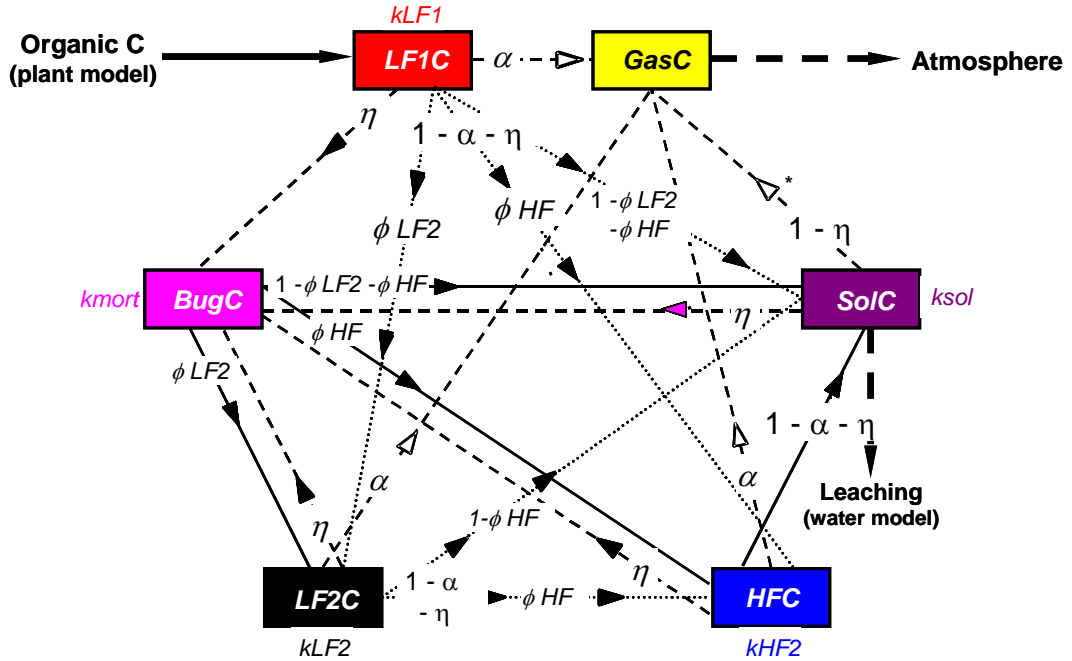 kLF1
Organic C
(plant model)
LF1C
α
GasC
Atmosphere
η
1 - α - η
*
ϕ HF
1 -ϕ LF2
-ϕ HF
ϕ LF2
1 - η
kmort
BugC
1-ϕ LF2 -ϕ HF
SolC
ksol
η
ϕ HF
ϕ LF2
1 - α - η
α
α
Leaching
(water model)
η
1-ϕ HF
η
LF2C
1 - α
- η
ϕ HF
HFC
kLF2
kHF2